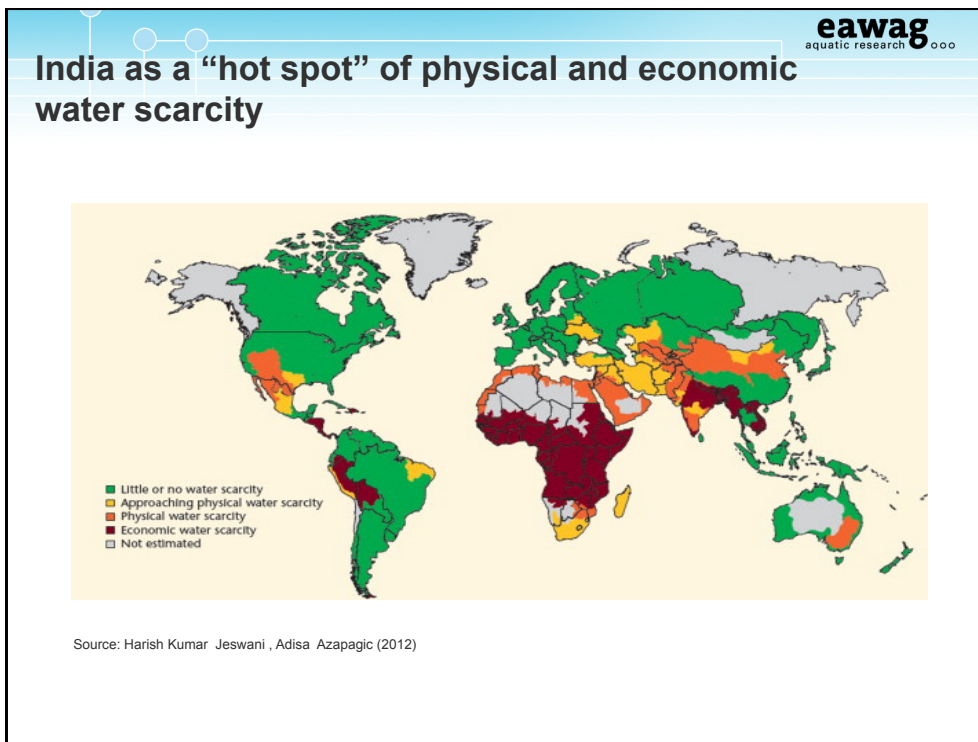 eawag
aquatic research
India as a “hot spot” of physical and economic
water scarcity
Little or no water scarcity
Approaching physical water scarcity
Physical water scarcity
Economic water scarcity
Not estimated
Source: Harish Kumar Jeswani , Adisa Azapagic (2012)